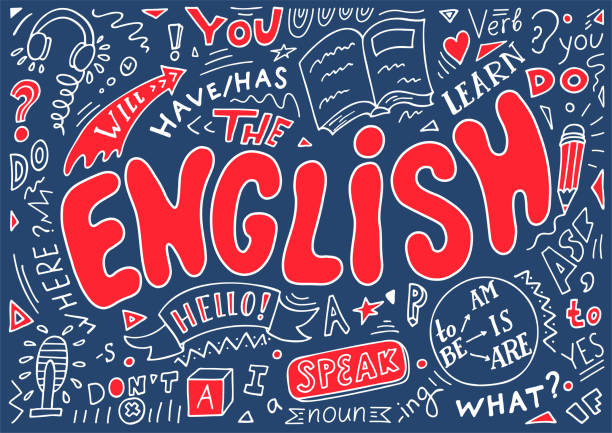 YOU
Verb
?
you
!
LEARN
DO
?
WILL
HAVE/HAS
THE
DO
ENGLISH
WHERE?
ASK
HELLO!
A
P
to BE
AM
IS
ARE
to
YES
-s
DON'T
A
I
SPEAK
noun
ing
WHAT?
IF